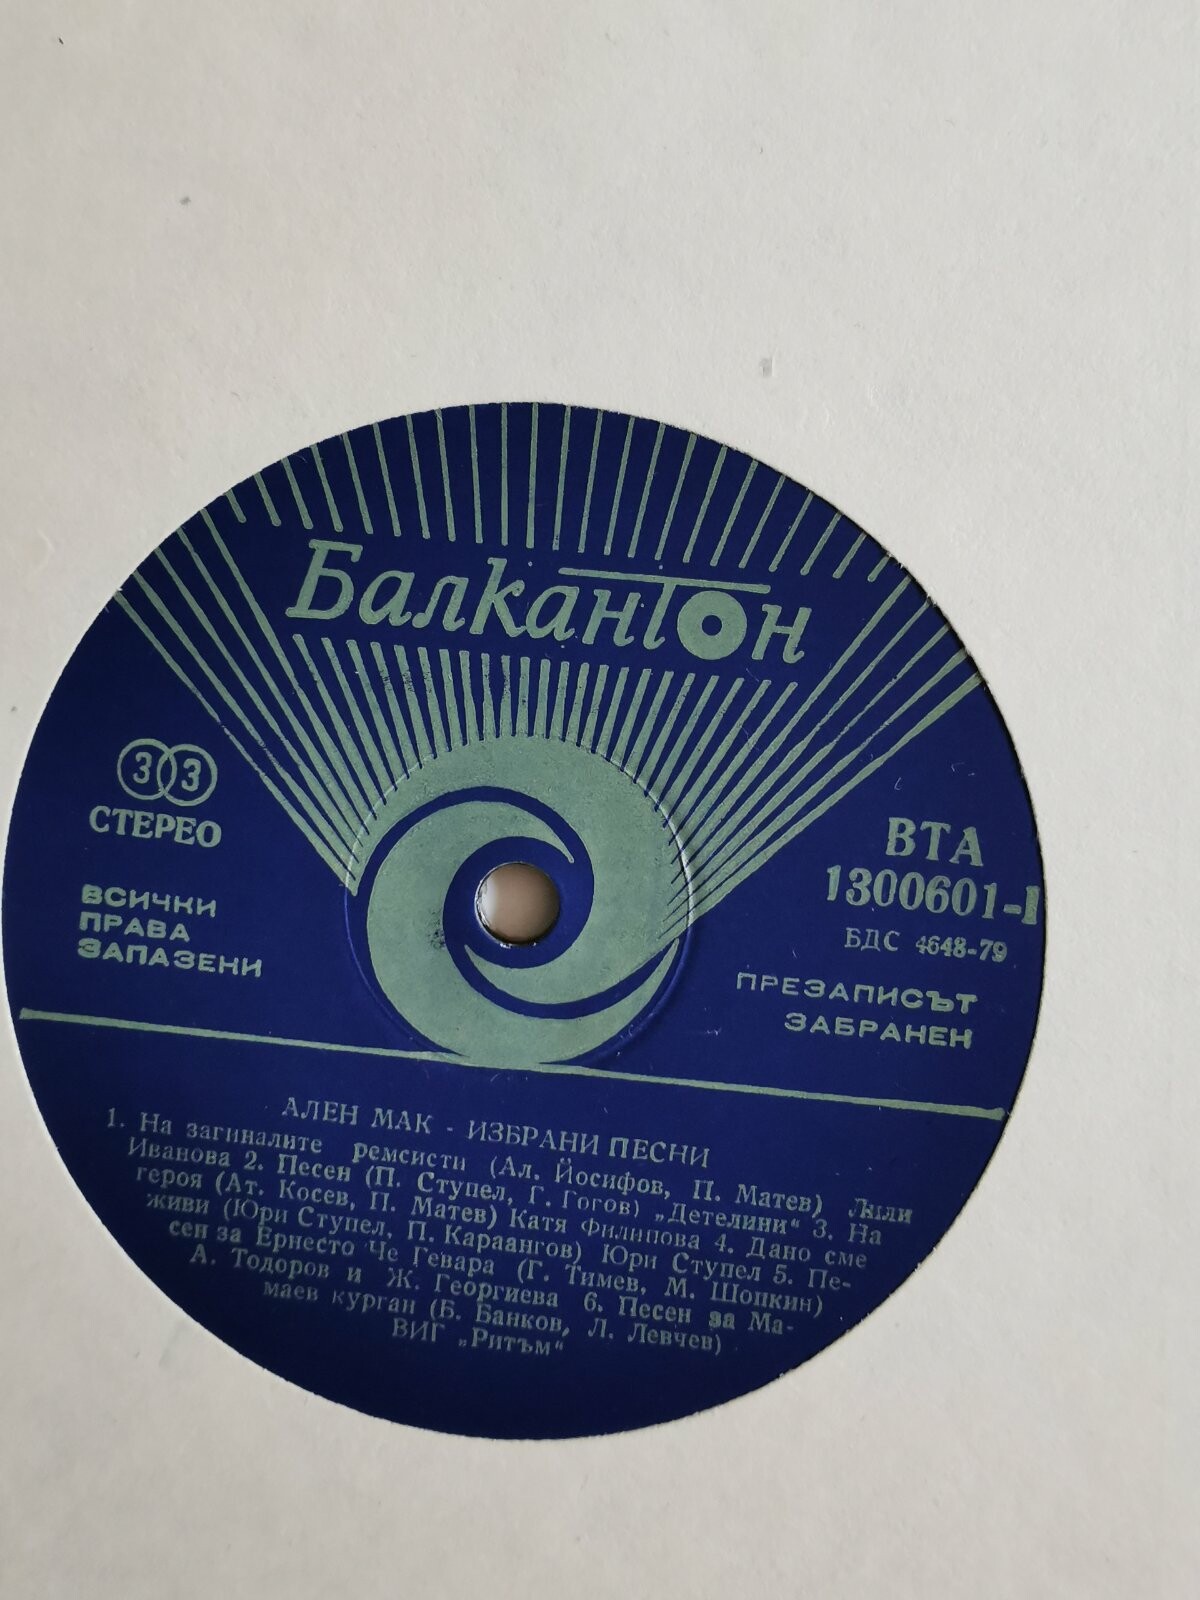 Балкантон
33
СТЕРЕО
ВСИЧКИ
ПРАВА
ЗАПАЗЕНИ
ВТА
1300601-I
БДС 4648-79
ПРЕЗАПИСЪТ
ЗАБРАНЕН
АЛЕН МАК - ИЗБРАНИ ПЕСНИ
1. На загиналите ремсисти (Ал. Йосифов, П. Матев) Лили
Иванова 2. Песен (П. Ступел, Г. Гогов) „Детелини“ 3. На
героя (Ат. Косев, П. Матев) Катя Филипова 4. Дано сме
живи (Юри Ступел, П. Караангов) Юри Ступел 5. Пе-
сен за Ернесто Че Гевара (Г. Тимев, М. Шопкин)
А. Тодоров и Ж. Георгиева 6. Песен за Ма-
маев курган (Б. Банков, Л. Левчев)
ВИГ „Ритъм“